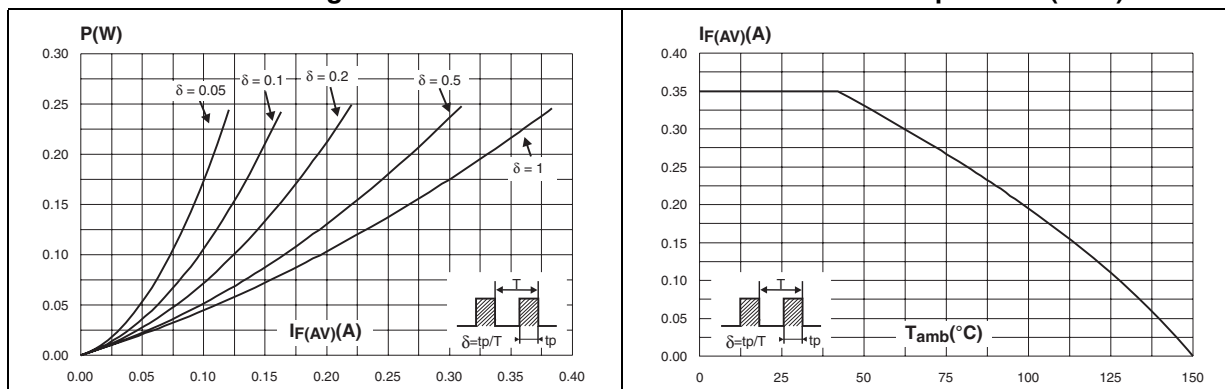 P(W)
0.30
0.25
0.20
0.15
0.10
0.05
0.00
δ = 0.05
δ = 0.1
δ = 0.2
δ = 0.5
δ = 1
T
IF(AV)(A)
δ=tp/T
tp
0.00 0.05 0.10 0.15 0.20 0.25 0.30 0.35 0.40
IF(AV)(A)
0.40
0.35
0.30
0.25
0.20
0.15
0.10
0.05
0.00
T
δ=tp/T
tp
Tamb(°C)
0 25 50 75 100 125 150